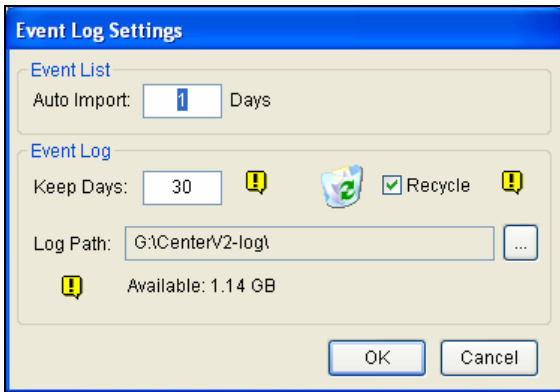 Event Log Settings
Event List
Auto Import: 1 Days
Event Log
Keep Days: 30 Recycle
Log Path: G:\CenterV2-log\ ...
Available: 1.14 GB
OK Cancel